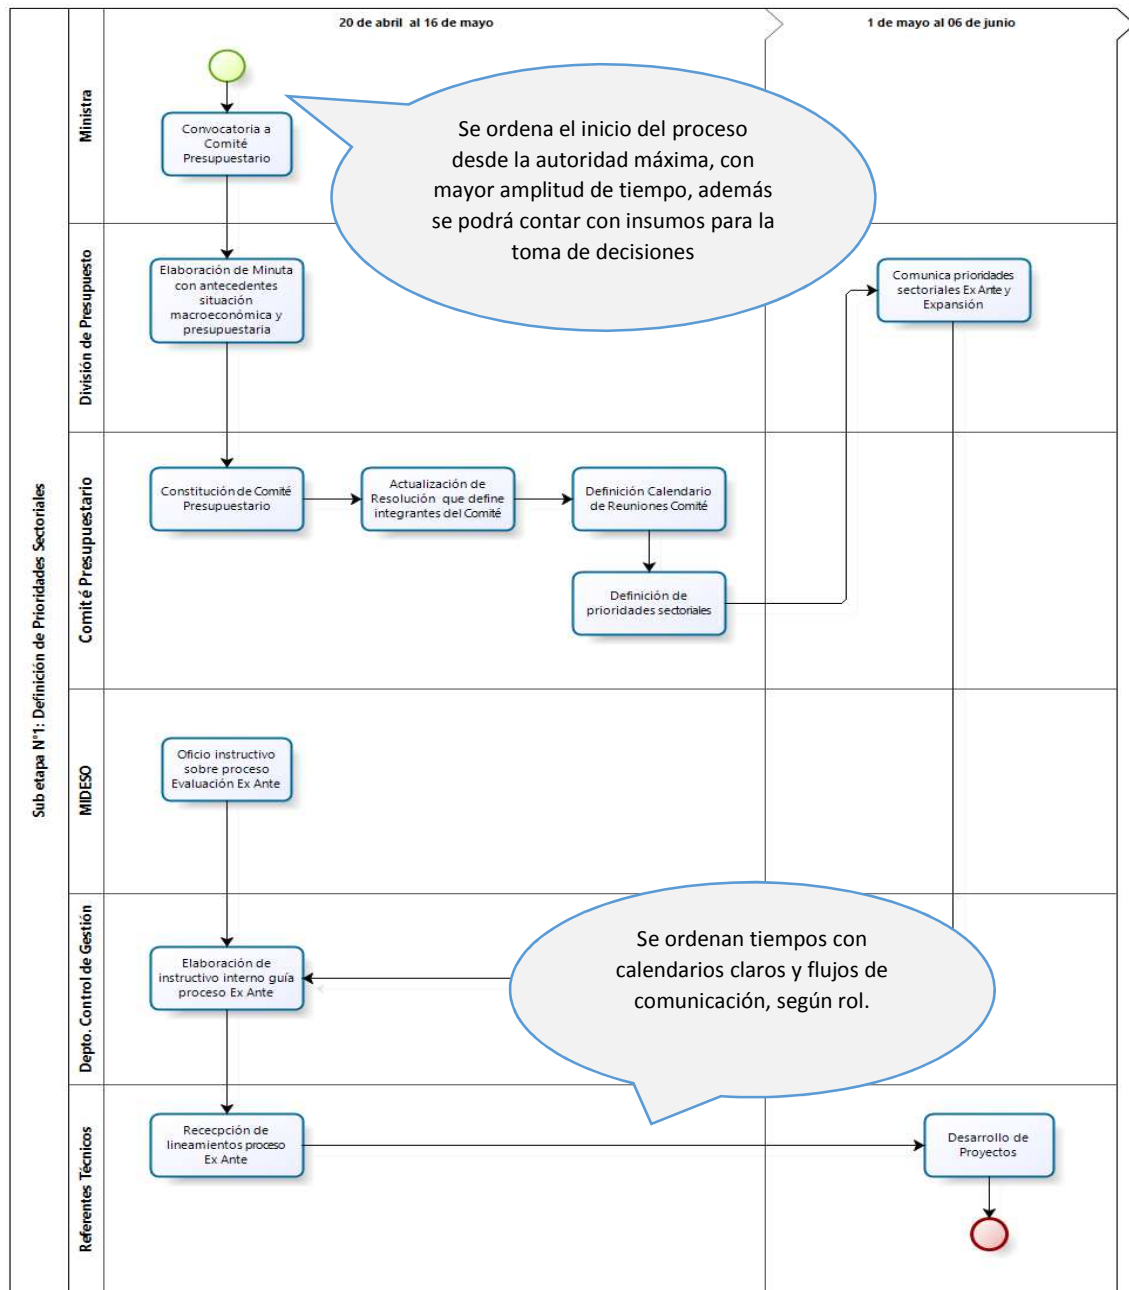 20 de abril al 16 de mayo
1 de mayo al 06 de junio
Sub etapa N°1: Definición de Prioridades Sectoriales
Ministra
Convocatoria a
Comité
Presupuestario
Se ordena el inicio del proceso
desde la autoridad máxima, con
mayor amplitud de tiempo, además
se podrá contar con insumos para la
toma de decisiones
División de Presupuesto
Elaboración de Minuta
con antecedentes
situación
macroeconómica y
presupuestaria
Comunica prioridades
sectoriales Ex Ante y
Expansión
Comité Presupuestario
Constitución de Comité
Presupuestario
Actualización de
Resolución que define
integrantes del Comité
Definición Calendario
de Reuniones Comité
Definición de
prioridades sectoriales
MIDESO
Oficio instructivo
sobre proceso
Evaluación Ex Ante
Depto. Control de Gestión
Elaboración de
instructivo interno guía
proceso Ex Ante
Se ordenan tiempos con
calendarios claros y flujos de
comunicación, según rol.
Referentes Técnicos
Rececpción de
lineamientos proceso
Ex Ante
Desarrollo de
Proyectos